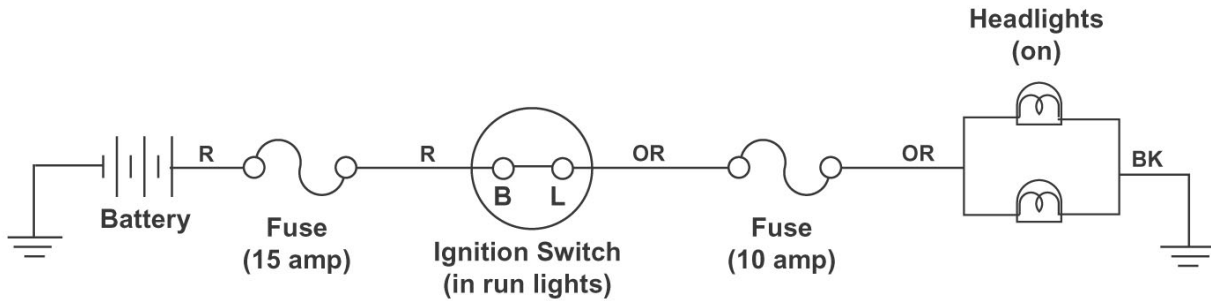 Headlights
(on)
R
R
OR
OR
BK
B
L
Battery
Fuse
(15 amp)
Ignition Switch
(in run lights)
Fuse
(10 amp)